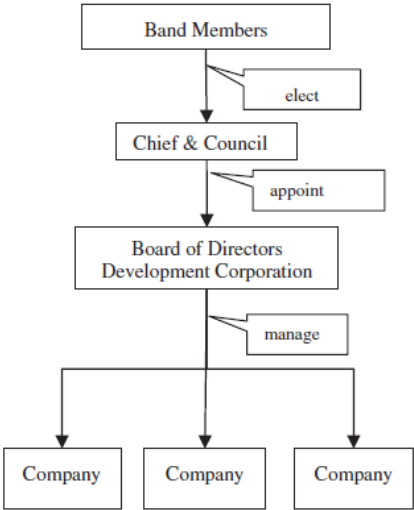 Band Members
elect
Chief & Council
appoint
Board of Directors
Development Corporation
manage
Company
Company
Company